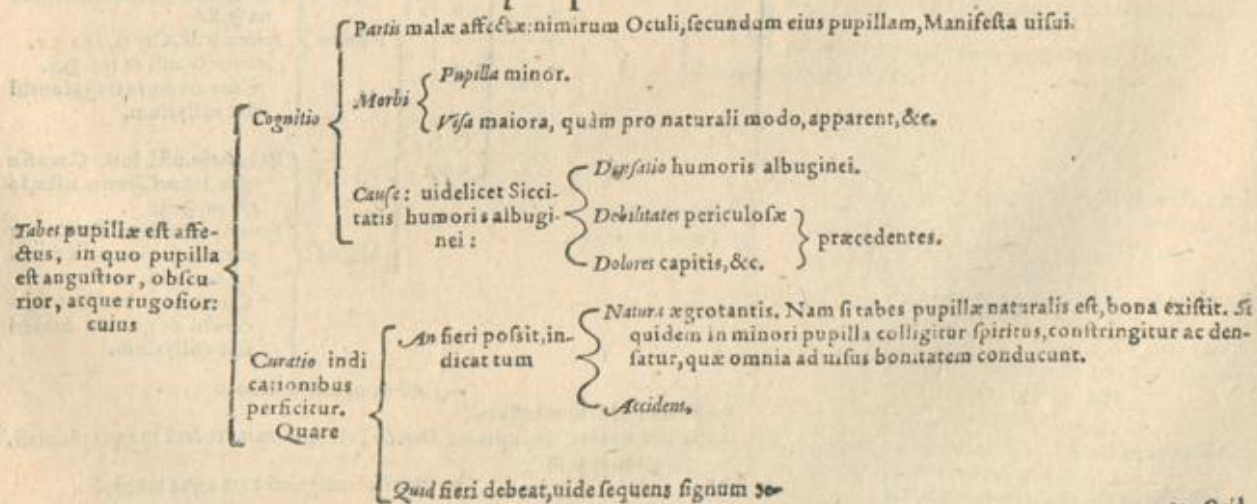 Partis malæ affectæ: nimirum Oculi, secundum eius pupillam, Manifesta uisui.
Pupilla minor.
Morbi
Visa maiora, quàm pro naturali modo, apparent, &c.
Cognitio
Densatio humoris albuginei.
Cause: uidelicet Sicci-
tatis humoris albugi-
nei:
Debilitates periculosæ
præcedentes.
Dolores capitis, &c.
Tabes pupillæ est affe-
ctus, in quo pupilla
est angustior, obscu-
rior, atque rugosior:
cuius
Natura ægrotantis. Nam si tabes pupillæ naturalis est, bona existit. Si
quidem in minori pupilla colligitur spiritus, constringitur ac den-
satur, quæ omnia ad uisus bonitatem conducunt.
An fieri possit, in-
dicat tum
Accidens.
Curatio indi
cationibus
perficitur.
Quare
Quid fieri debeat, uide sequens signum